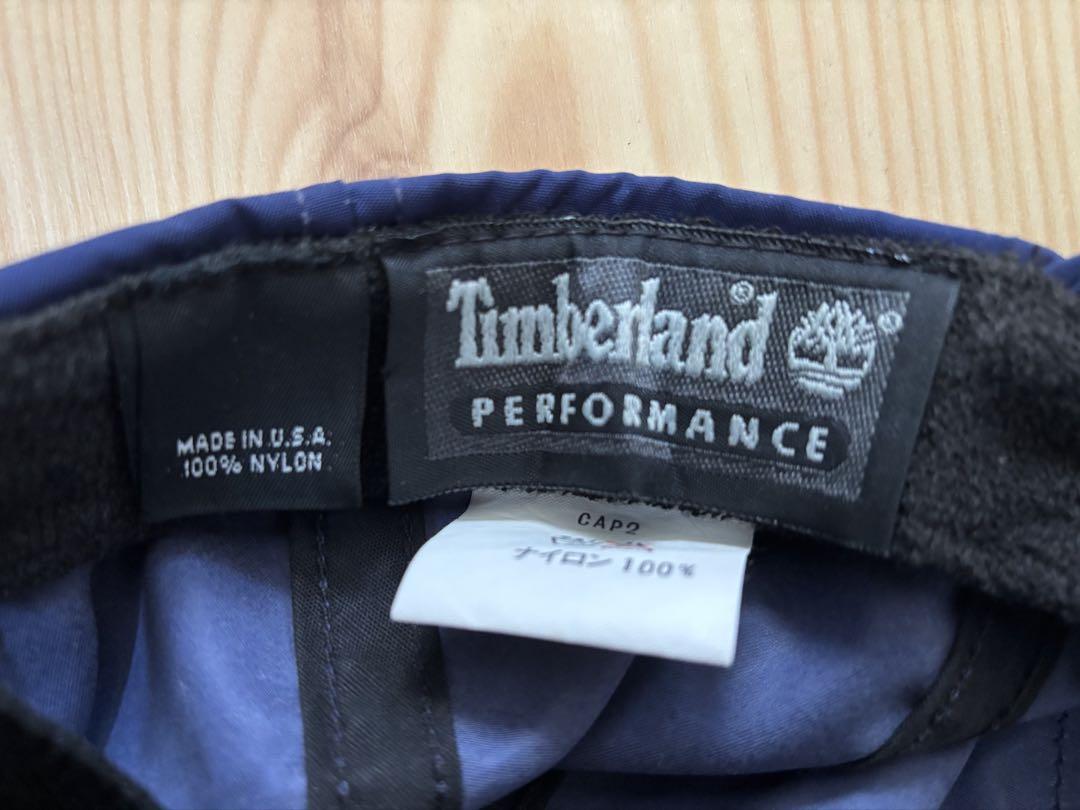 MADE IN U.S.A.
100% NYLON
Timberland®
®
PERFORMANCE
CAP2
ナイロン 100%